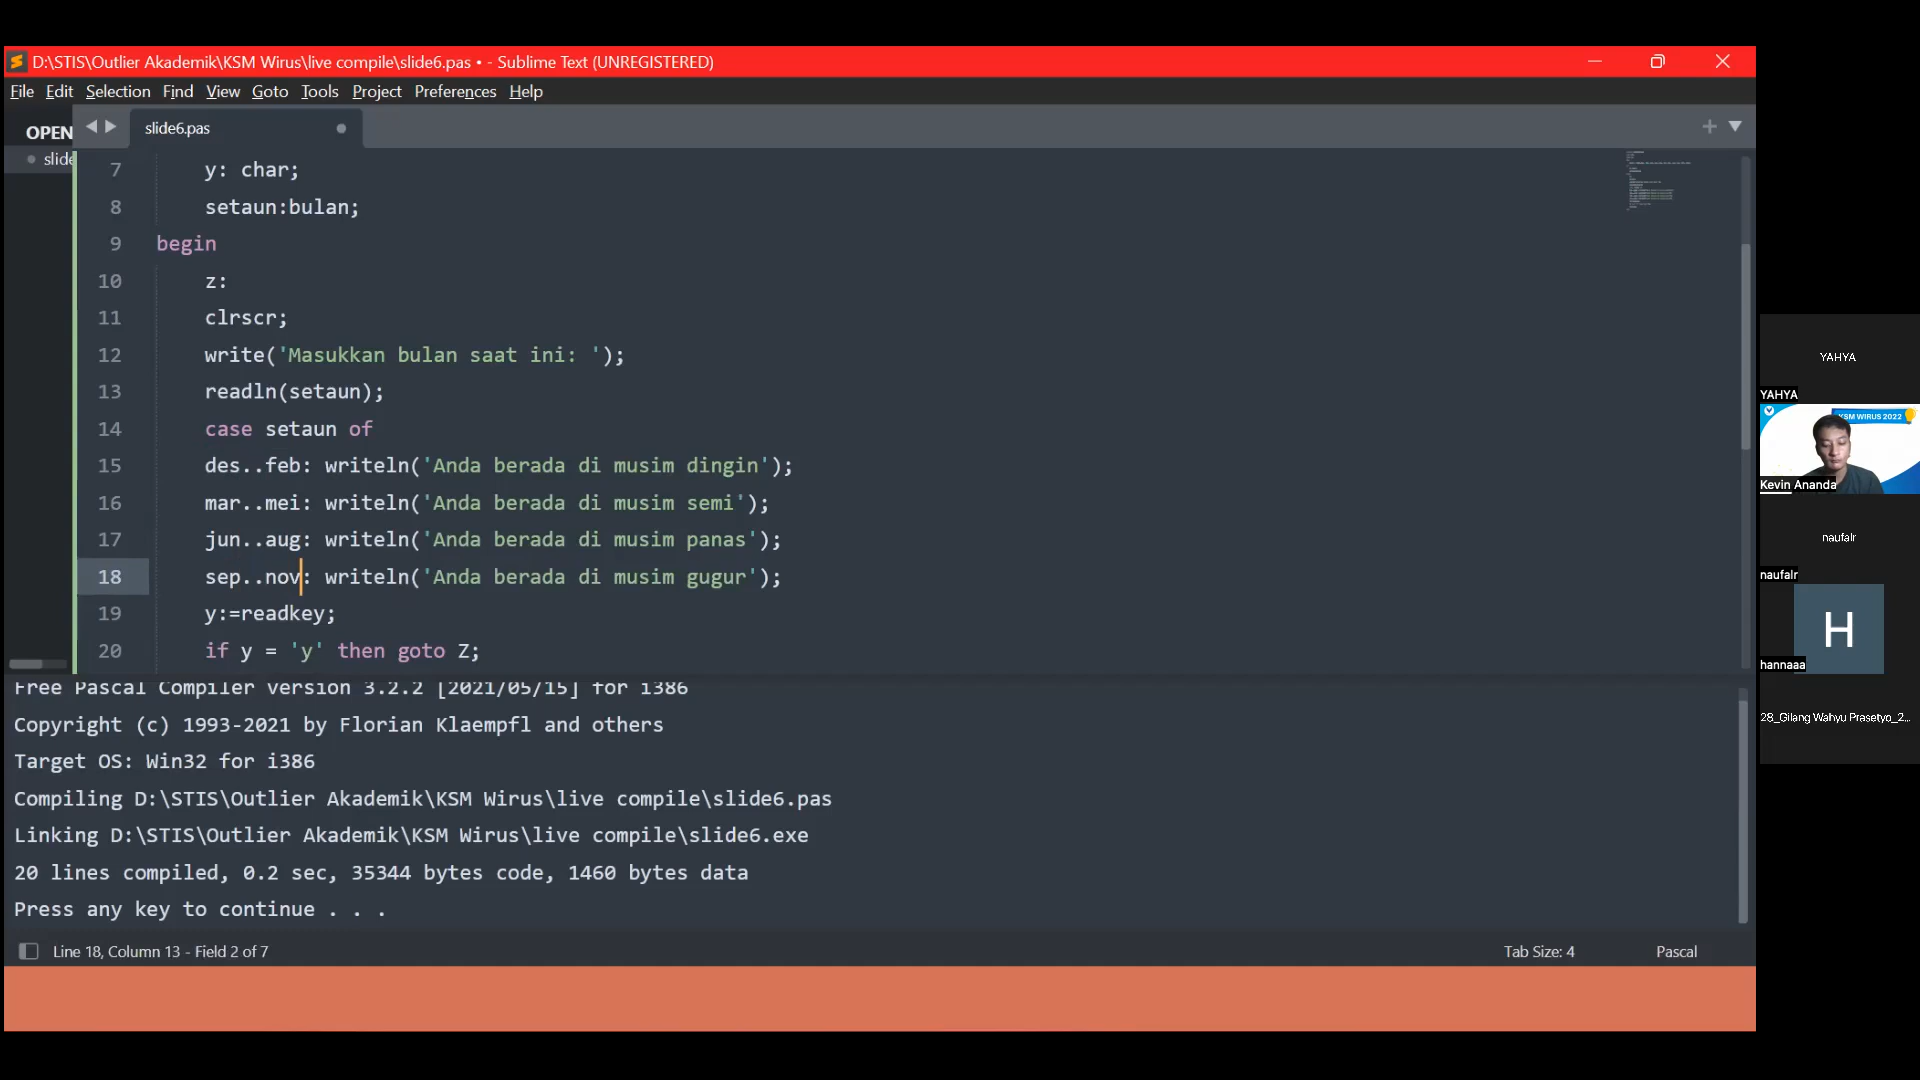 D:\STIS\Outlier Akademik\KSM Wirus\live compile\slide6.pas • - Sublime Text (UNREGISTERED)
File Edit Selection Find View Goto Tools Project Preferences Help
OPEN
slide6.pas
slide
7 y: char;
8 setaun:bulan;
9 begin
10 z:
11 clrscr;
12 write('Masukkan bulan saat ini: ');
13 readln(setaun);
14 case setaun of
15 des..feb: writeln('Anda berada di musim dingin');
16 mar..mei: writeln('Anda berada di musim semi');
17 jun..aug: writeln('Anda berada di musim panas');
18 sep..nov: writeln('Anda berada di musim gugur');
19 y:=readkey;
20 if y = 'y' then goto Z;
Free Pascal Compiler version 3.2.2 [2021/05/15] for i386
Copyright (c) 1993-2021 by Florian Klaempfl and others
Target OS: Win32 for i386
Compiling D:\STIS\Outlier Akademik\KSM Wirus\live compile\slide6.pas
Linking D:\STIS\Outlier Akademik\KSM Wirus\live compile\slide6.exe
20 lines compiled, 0.2 sec, 35344 bytes code, 1460 bytes data
Press any key to continue . . .
Line 18, Column 13 - Field 2 of 7
Tab Size: 4
Pascal
YAHYA
YAHYA
KSM WIRUS 2022
Kevin Ananda
naufalr
naufalr
H
hannaaa
28_Gilang Wahyu Prasetyo_2...